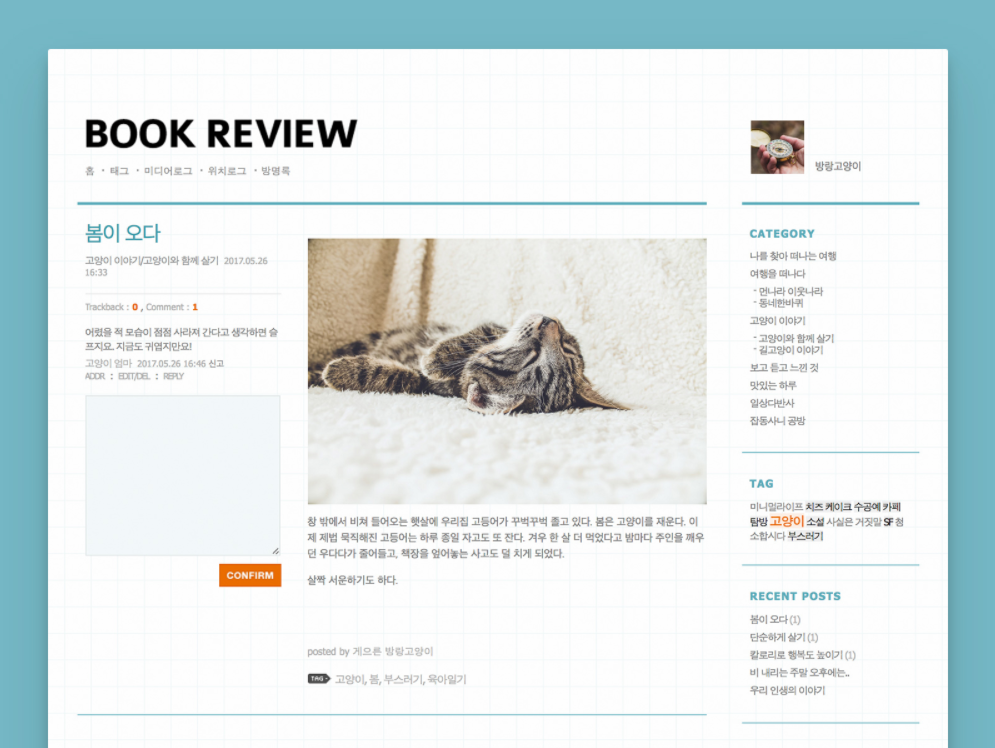 BOOK REVIEW
홈 · 태그 · 미디어로그 · 위치로그 · 방명록
방랑고양이
봄이 오다
고양이 이야기/고양이와 함께 살기 2017.05.26
16:33
Trackback : 0 , Comment : 1
어렸을 적 모습이 점점 사라져 간다고 생각하면 슬
프지요. 지금도 귀엽지만요!
고양이 엄마 2017.05.26 16:46 신고
ADDR : EDIT/DEL : REPLY
CONFIRM
창 밖에서 비쳐 들어오는 햇살에 우리집 고등어가 꾸벅꾸벅 졸고 있다. 봄은 고양이를 재운다. 이
제 제법 묵직해진 고등어는 하루 종일 자고도 또 잔다. 겨우 한 살 더 먹었다고 밤마다 주인을 깨우
던 우다다가 줄어들고, 책장을 엎어놓는 사고도 덜 치게 되었다.
살짝 서운하기도 하다.
posted by 게으른 방랑고양이
TAG 고양이, 봄, 부스러기, 육아일기
CATEGORY
나를 찾아 떠나는 여행
여행을 떠나다
- 먼나라 이웃나라
- 동네한바퀴
고양이 이야기
- 고양이와 함께 살기
- 길고양이 이야기
보고 듣고 느낀 것
맛있는 하루
일상다반사
잡동사니 공방
TAG
미니멀라이프 치즈 케이크 수공예 카페
탐방 고양이 소설 사실은 거짓말 SF 청
소합시다 부스러기
RECENT POSTS
봄이 오다 (1)
단순하게 살기 (1)
칼로리로 행복도 높이기 (1)
비 내리는 주말 오후에는..
우리 인생의 이야기